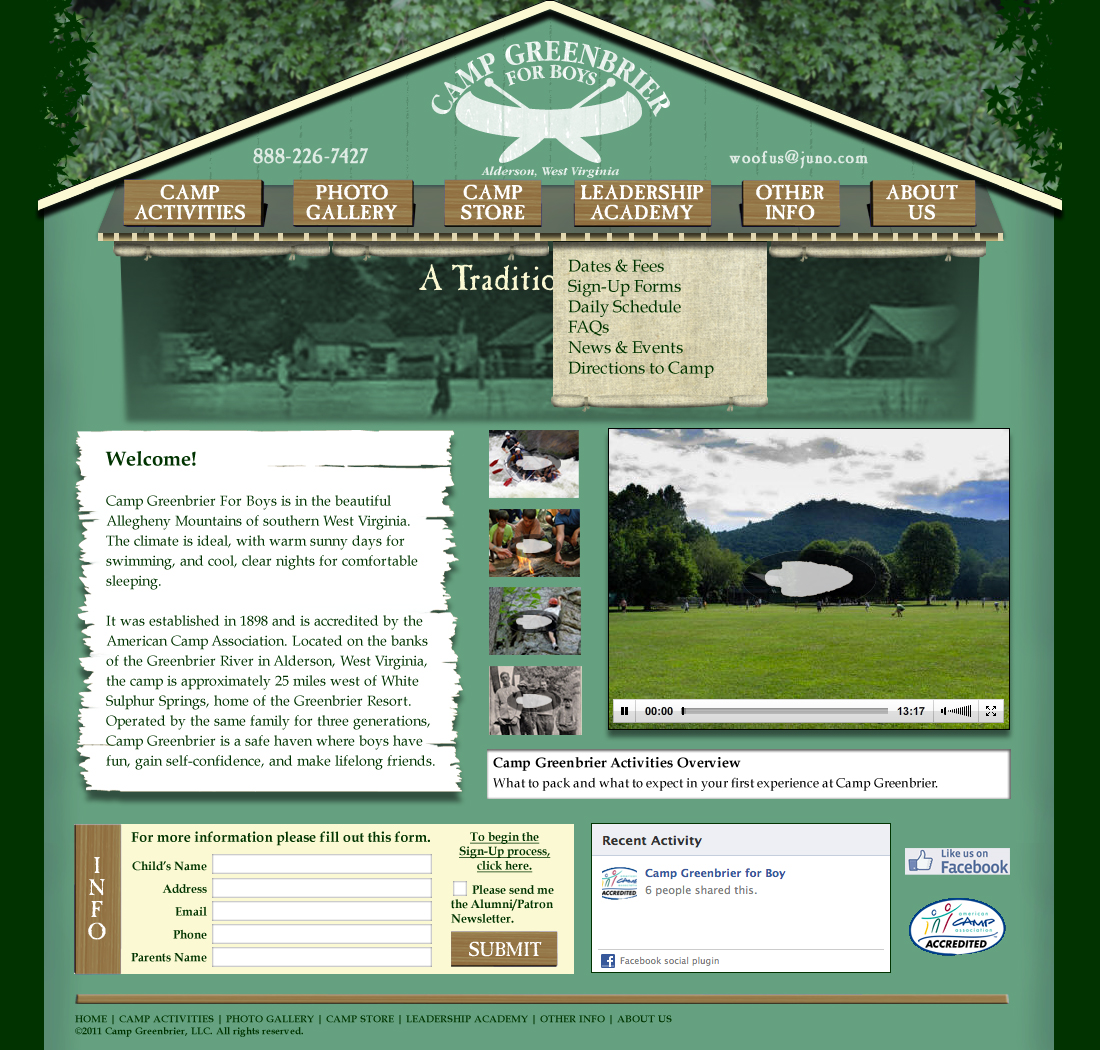 CAMP GREENBRIER
FOR BOYS
888-226-7427
woofus@juno.com
Alderson, West Virginia
CAMP
ACTIVITIES
PHOTO
GALLERY
CAMP
STORE
LEADERSHIP
ACADEMY
OTHER
INFO
ABOUT
US
A Traditio
Dates & Fees
Sign-Up Forms
Daily Schedule
FAQs
News & Events
Directions to Camp
Welcome!
Camp Greenbrier For Boys is in the beautiful
Allegheny Mountains of southern West Virginia.
The climate is ideal, with warm sunny days for
swimming, and cool, clear nights for comfortable
sleeping.
It was established in 1898 and is accredited by the
American Camp Association. Located on the banks
of the Greenbrier River in Alderson, West Virginia,
the camp is approximately 25 miles west of White
Sulphur Springs, home of the Greenbrier Resort.
Operated by the same family for three generations,
Camp Greenbrier is a safe haven where boys have
fun, gain self-confidence, and make lifelong friends.
00:00
13:17
Camp Greenbrier Activities Overview
What to pack and what to expect in your first experience at Camp Greenbrier.
INFO
For more information please fill out this form.
Child's Name
Address
Email
Phone
Parents Name
To begin the
Sign-Up process,
click here.
Please send me
the Alumni/Patron
Newsletter.
SUBMIT
Recent Activity
ACCREDITED
Camp Greenbrier for Boy
6 people shared this.
Facebook social plugin
Like us on
Facebook
american
CAMP
association
ACCREDITED
HOME | CAMP ACTIVITIES | PHOTO GALLERY | CAMP STORE | LEADERSHIP ACADEMY | OTHER INFO | ABOUT US
©2011 Camp Greenbrier, LLC. All rights reserved.